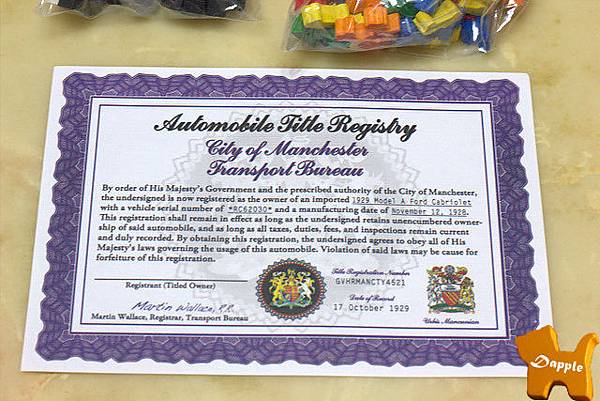 Automobile Title Registry
City of Manchester
Transport Bureau
By order of His Majesty's Government and the prescribed authority of the City of Manchester,
the undersigned is now registered as the owner of an imported 1929 Model A Ford Cabriolet
with a vehicle serial number of *RC62030* and a manufacturing date of November 12, 1928.
This registration shall remain in effect as long as the undersigned retains unencumbered owner-
ship of said automobile, and as long as all taxes, duties, fees, and inspections remain current
and duly recorded. By obtaining this registration, the undersigned agrees to obey all of His
Majesty's laws governing the usage of this automobile. Violation of said laws may be cause for
forfeiture of this registration.
Registrant (Titled Owner)
Martin Wallace, R.R.
Martin Wallace, Registrar, Transport Bureau
Title Registration Number
GVHRMANCTY4521
Date of Record
17 October 1929
Urbis Mancunian
Dapple